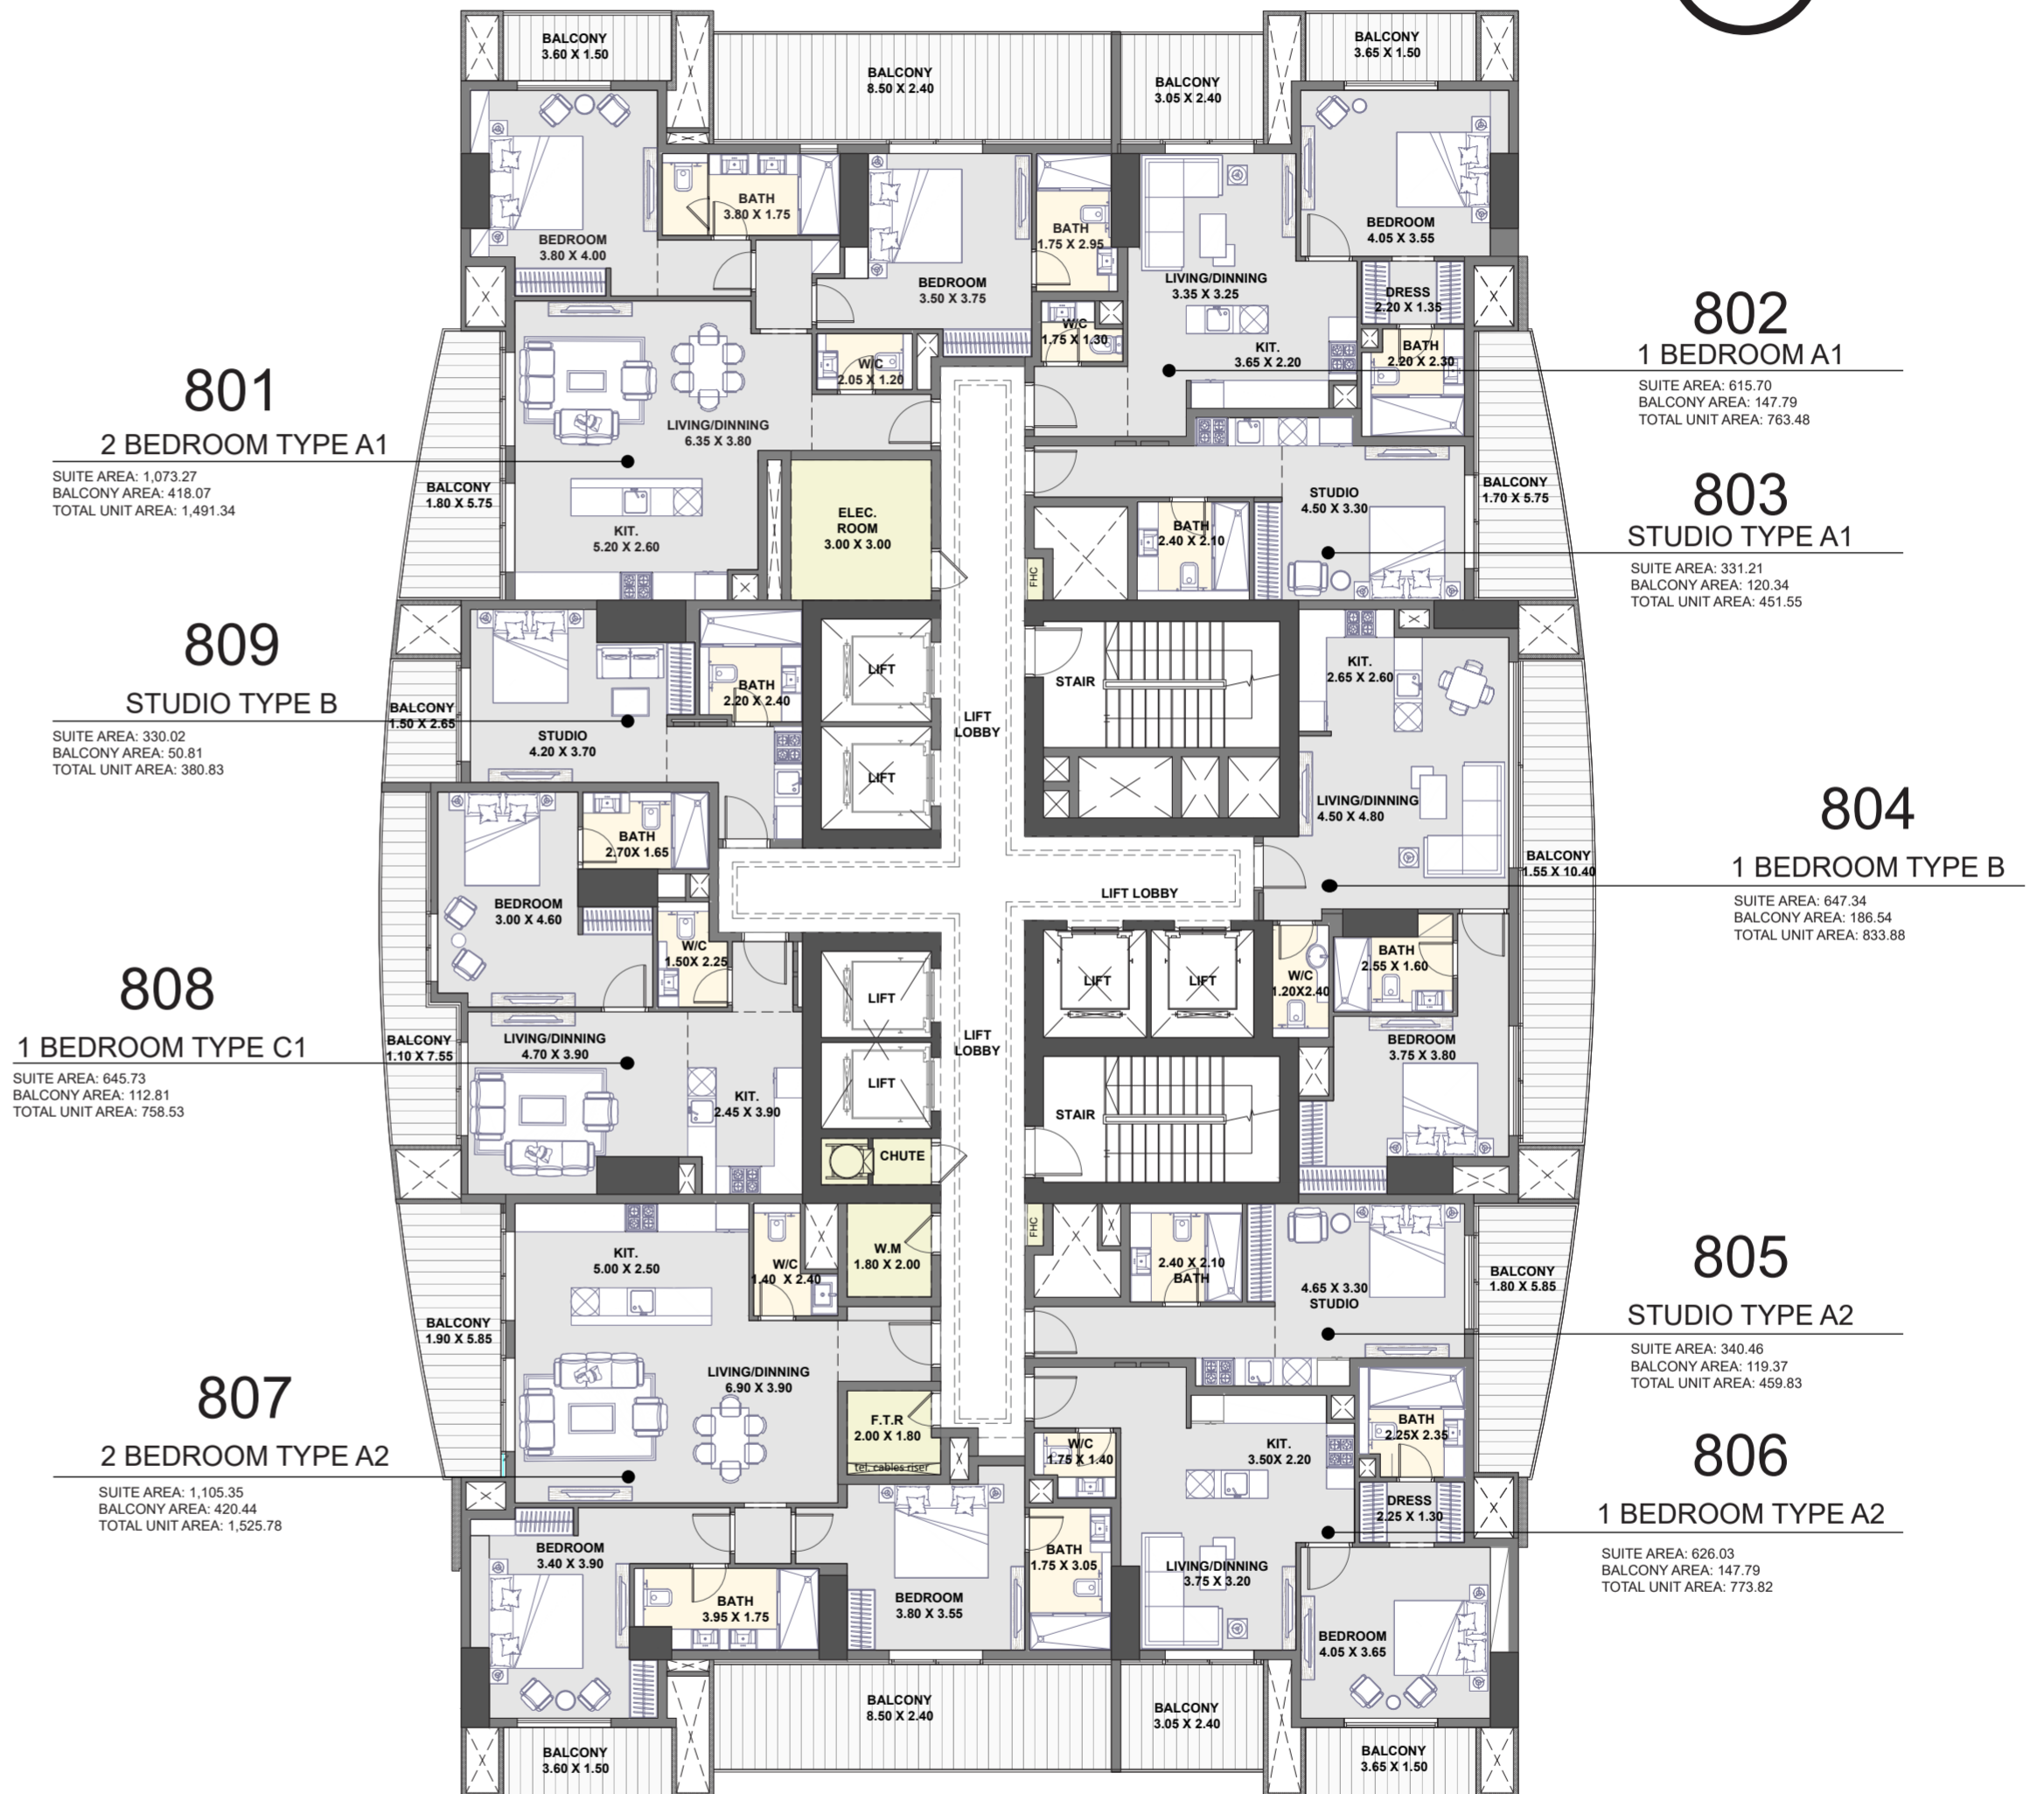 BALCONY
3.60 X 1.50
BALCONY
8.50 X 2.40
BALCONY
3.05 X 2.40
BALCONY
3.65 X 1.50
BATH
3.80 X 1.75
BEDROOM
3.80 X 4.00
BEDROOM
3.50 X 3.75
BATH
1.75 X 2.95
W/C
1.75 X 1.30
LIVING/DINNING
3.35 X 3.25
KIT.
3.65 X 2.20
BEDROOM
4.05 X 3.55
DRESS
2.20 X 1.35
BATH
2.20 X 2.30
802
1 BEDROOM A1
SUITE AREA: 615.70
BALCONY AREA: 147.79
TOTAL UNIT AREA: 763.48
801
2 BEDROOM TYPE A1
SUITE AREA: 1,073.27
BALCONY AREA: 418.07
TOTAL UNIT AREA: 1,491.34
W/C
2.05 X 1.20
LIVING/DINNING
6.35 X 3.80
BALCONY
1.80 X 5.75
KIT.
5.20 X 2.60
ELEC.
ROOM
3.00 X 3.00
FHC
BATH
2.40 X 2.10
STUDIO
4.50 X 3.30
BALCONY
1.70 X 5.75
803
STUDIO TYPE A1
SUITE AREA: 331.21
BALCONY AREA: 120.34
TOTAL UNIT AREA: 451.55
809
STUDIO TYPE B
SUITE AREA: 330.02
BALCONY AREA: 50.81
TOTAL UNIT AREA: 380.83
BALCONY
1.50 X 2.65
STUDIO
4.20 X 3.70
BATH
2.20 X 2.40
LIFT
LIFT
LIFT
LOBBY
STAIR
KIT.
2.65 X 2.60
LIVING/DINNING
4.50 X 4.80
BALCONY
1.55 X 10.40
804
1 BEDROOM TYPE B
SUITE AREA: 647.34
BALCONY AREA: 186.54
TOTAL UNIT AREA: 833.88
BATH
2.70X 1.65
BEDROOM
3.00 X 4.60
W/C
1.50X 2.25
LIFT LOBBY
LIFT
LIFT
W/C
1.20X2.40
BATH
2.55 X 1.60
BEDROOM
3.75 X 3.80
808
1 BEDROOM TYPE C1
SUITE AREA: 645.73
BALCONY AREA: 112.81
TOTAL UNIT AREA: 758.53
BALCONY
1.10 X 7.55
LIVING/DINNING
4.70 X 3.90
KIT.
2.45 X 3.90
LIFT
LIFT
LIFT
LOBBY
STAIR
CHUTE
KIT.
5.00 X 2.50
W/C
1.40 X 2.40
W.M
1.80 X 2.00
FHC
2.40 X 2.10
BATH
4.65 X 3.30
STUDIO
BALCONY
1.80 X 5.85
805
STUDIO TYPE A2
SUITE AREA: 340.46
BALCONY AREA: 119.37
TOTAL UNIT AREA: 459.83
BALCONY
1.90 X 5.85
LIVING/DINNING
6.90 X 3.90
F.T.R
2.00 X 1.80
tel. cables riser
807
2 BEDROOM TYPE A2
SUITE AREA: 1,105.35
BALCONY AREA: 420.44
TOTAL UNIT AREA: 1,525.78
W/C
1.75 X 1.40
KIT.
3.50X 2.20
BATH
2.25X 2.35
DRESS
2.25 X 1.30
806
1 BEDROOM TYPE A2
SUITE AREA: 626.03
BALCONY AREA: 147.79
TOTAL UNIT AREA: 773.82
BEDROOM
3.40 X 3.90
BATH
3.95 X 1.75
BEDROOM
3.80 X 3.55
BATH
1.75 X 3.05
LIVING/DINNING
3.75 X 3.20
BEDROOM
4.05 X 3.65
BALCONY
3.60 X 1.50
BALCONY
8.50 X 2.40
BALCONY
3.05 X 2.40
BALCONY
3.65 X 1.50